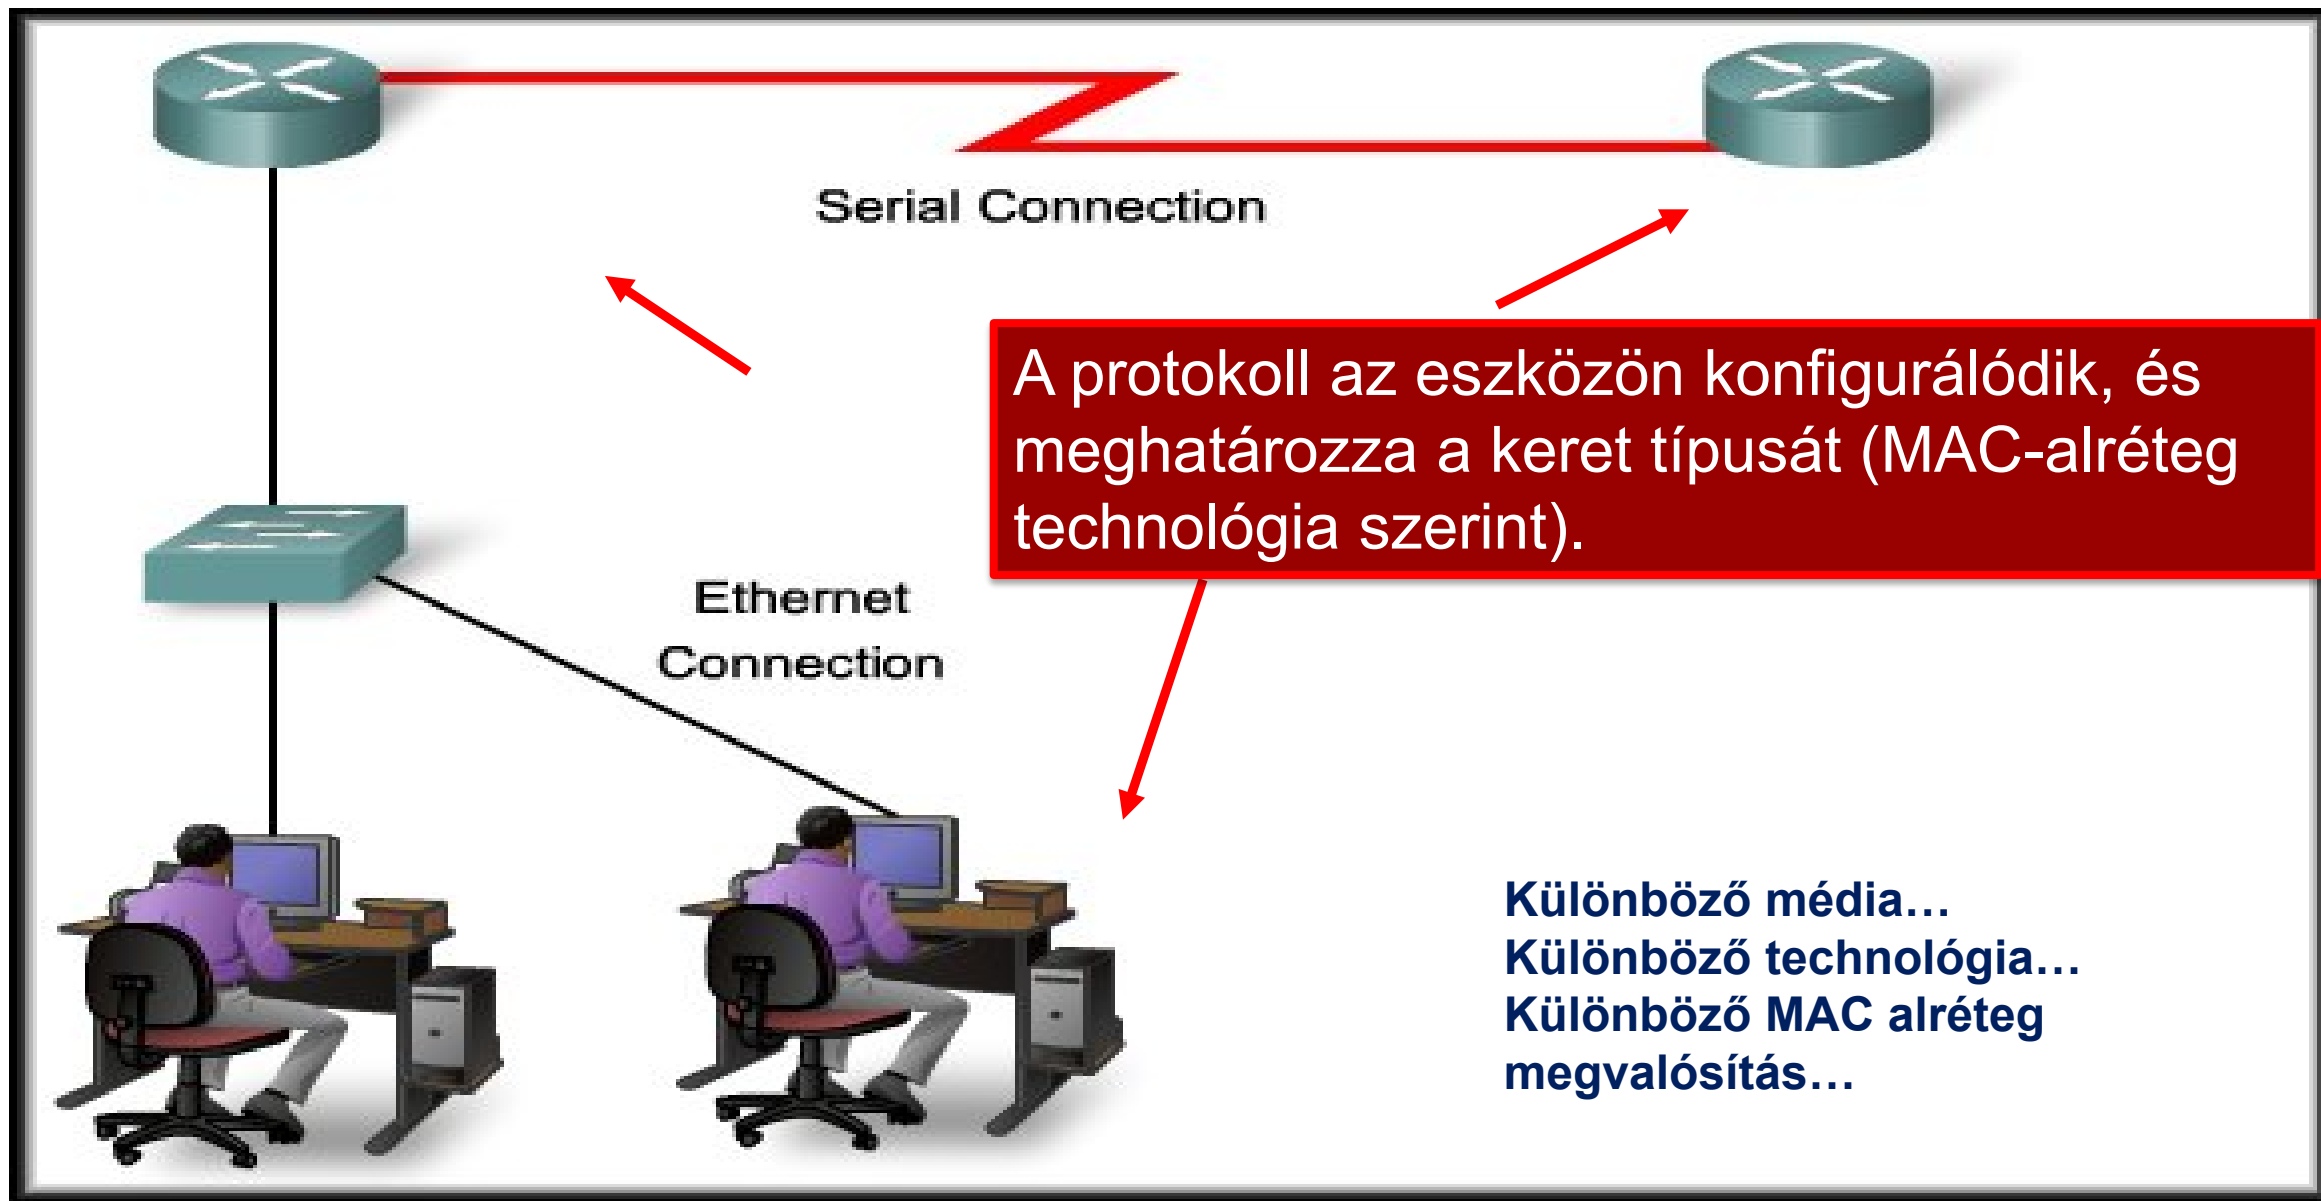 Serial Connection
A protokoll az eszközön konfigurálódik, és
meghatározza a keret típusát (MAC-alréteg
technológia szerint).
Ethernet
Connection
Különböző média…
Különböző technológia…
Különböző MAC alréteg
megvalósítás…